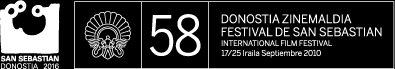 SAN SEBASTIAN
DONOSTIA 2016
58
DONOSTIA ZINEMALDIA
FESTIVAL DE SAN SEBASTIAN
INTERNATIONAL FILM FESTIVAL
17/25 Iraila Septiembre 2010